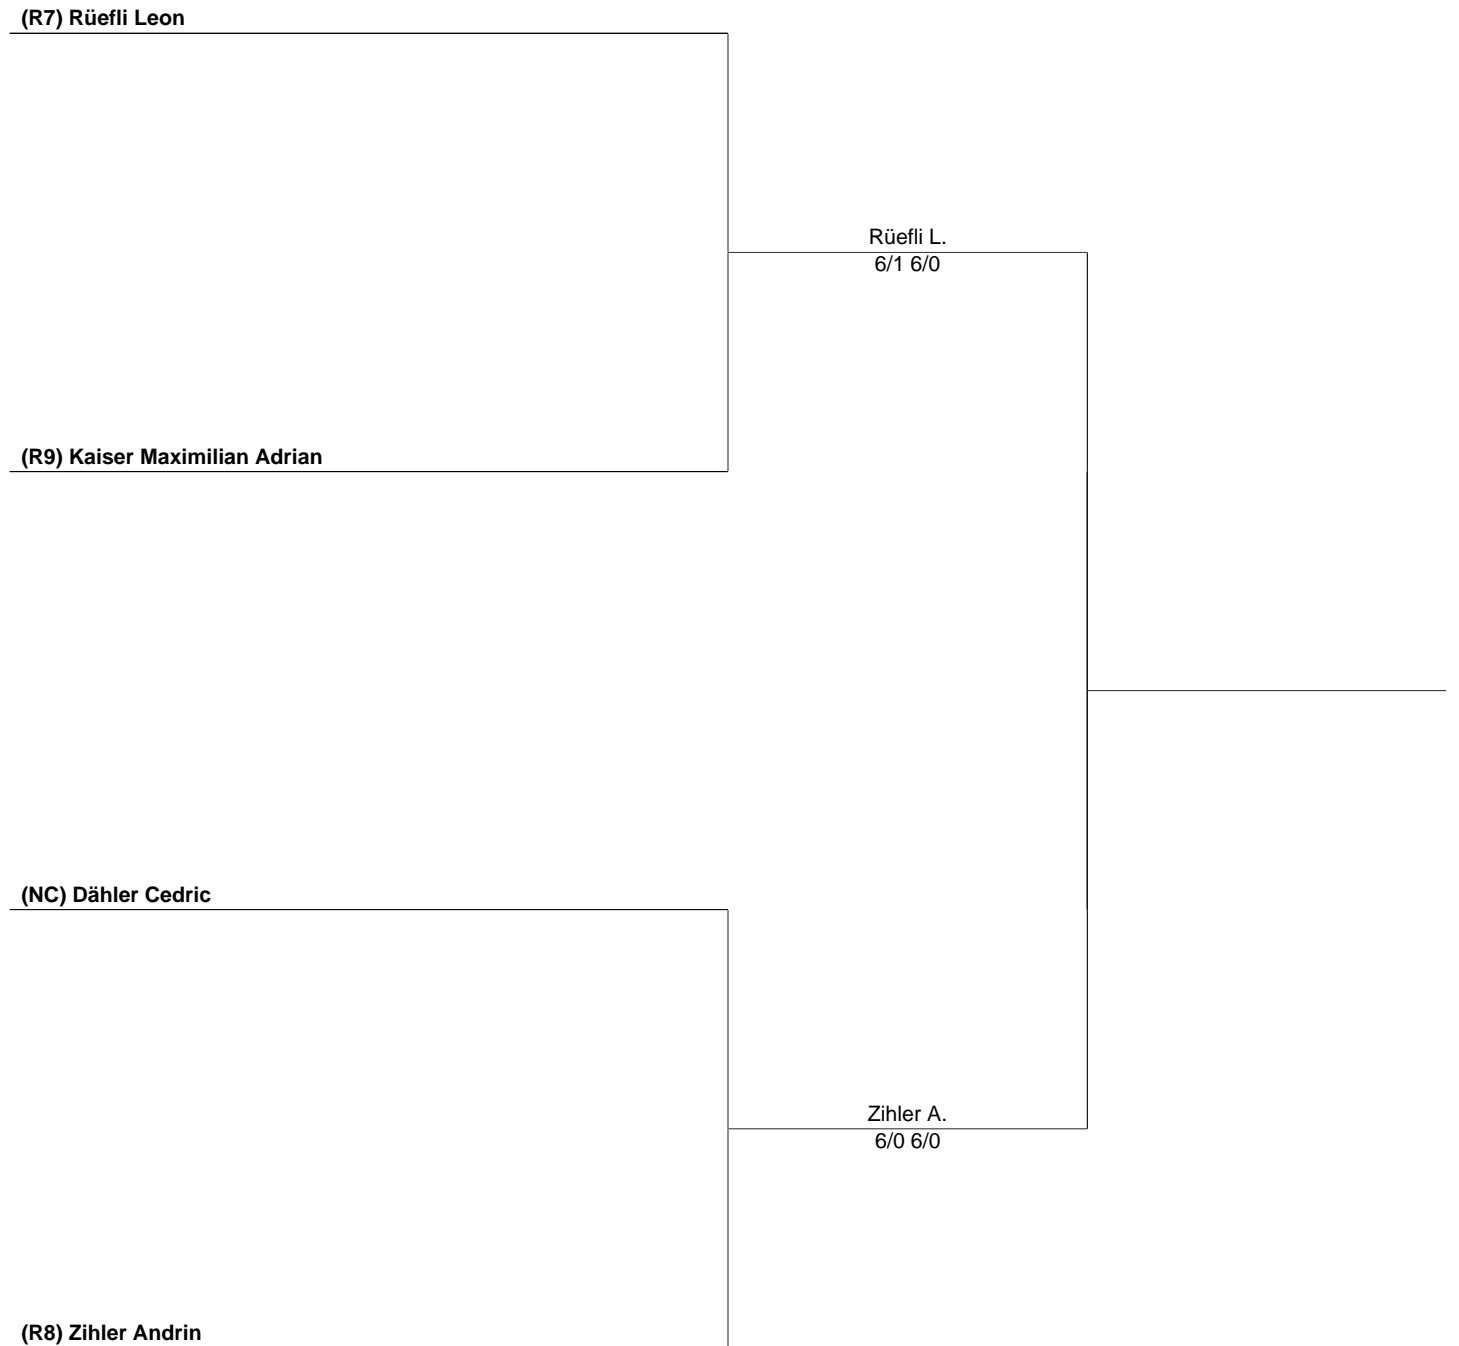 (R7) Rüefli Leon
Rüefli L.
6/1 6/0
(R9) Kaiser Maximilian Adrian
(NC) Dähler Cedric
Zihler A.
6/0 6/0
(R8) Zihler Andrin